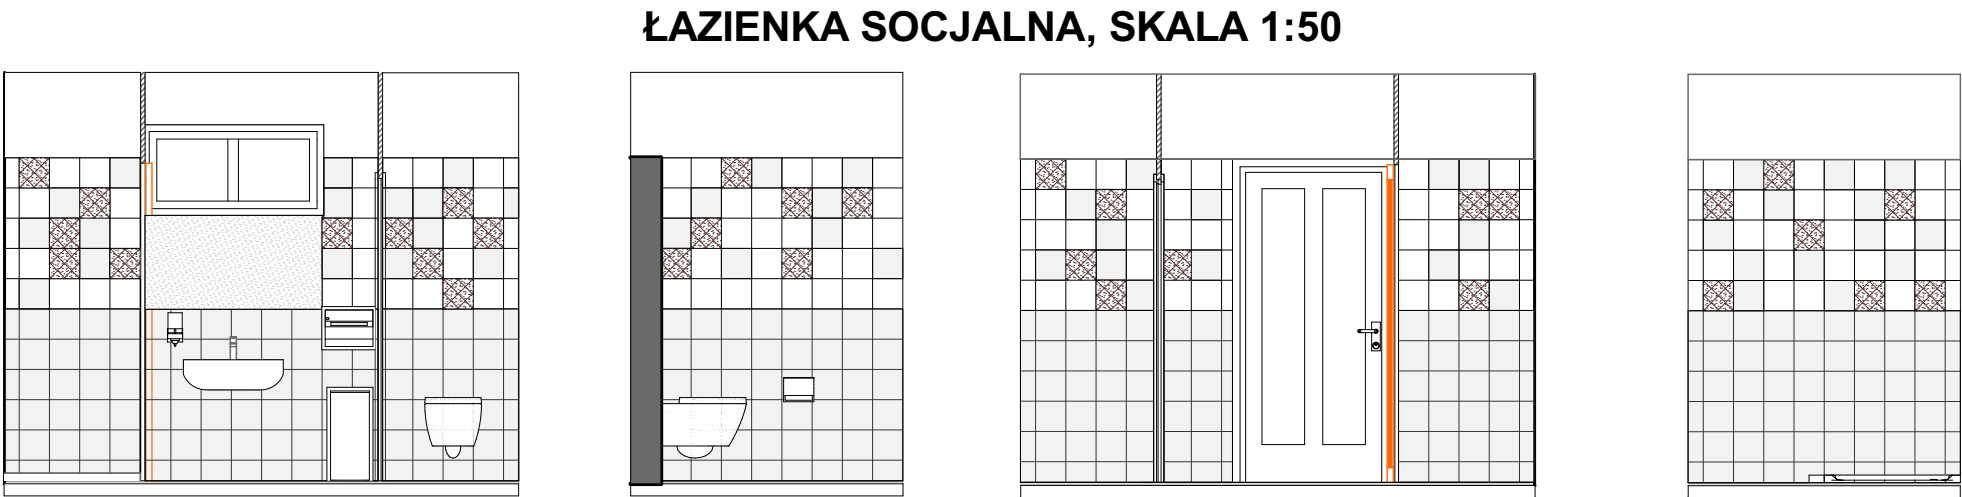 ŁAZIENKA SOCJALNA, SKALA 1:50